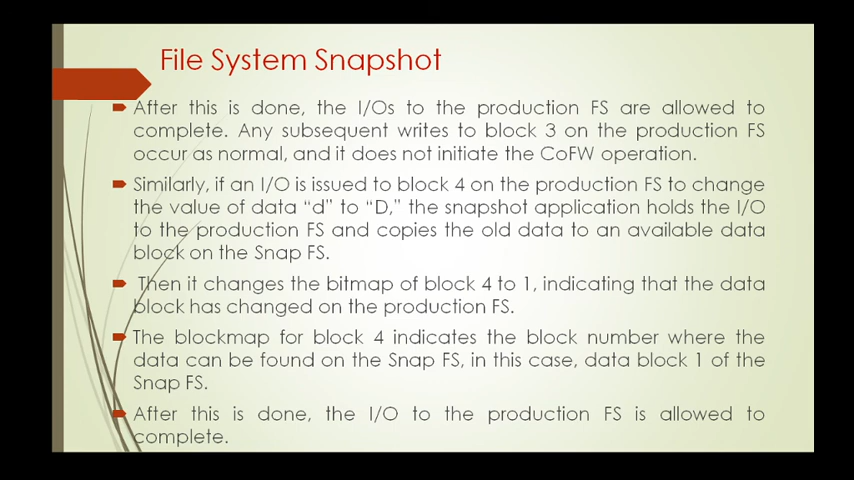 File System Snapshot
After this is done, the I/Os to the production FS are allowed to
complete. Any subsequent writes to block 3 on the production FS
occur as normal, and it does not initiate the CoFW operation.
Similarly, if an I/O is issued to block 4 on the production FS to change
the value of data “d” to “D,” the snapshot application holds the I/O
to the production FS and copies the old data to an available data
block on the Snap FS.
Then it changes the bitmap of block 4 to 1, indicating that the data
block has changed on the production FS.
The blockmap for block 4 indicates the block number where the
data can be found on the Snap FS, in this case, data block 1 of the
Snap FS.
After this is done, the I/O to the production FS is allowed to
complete.